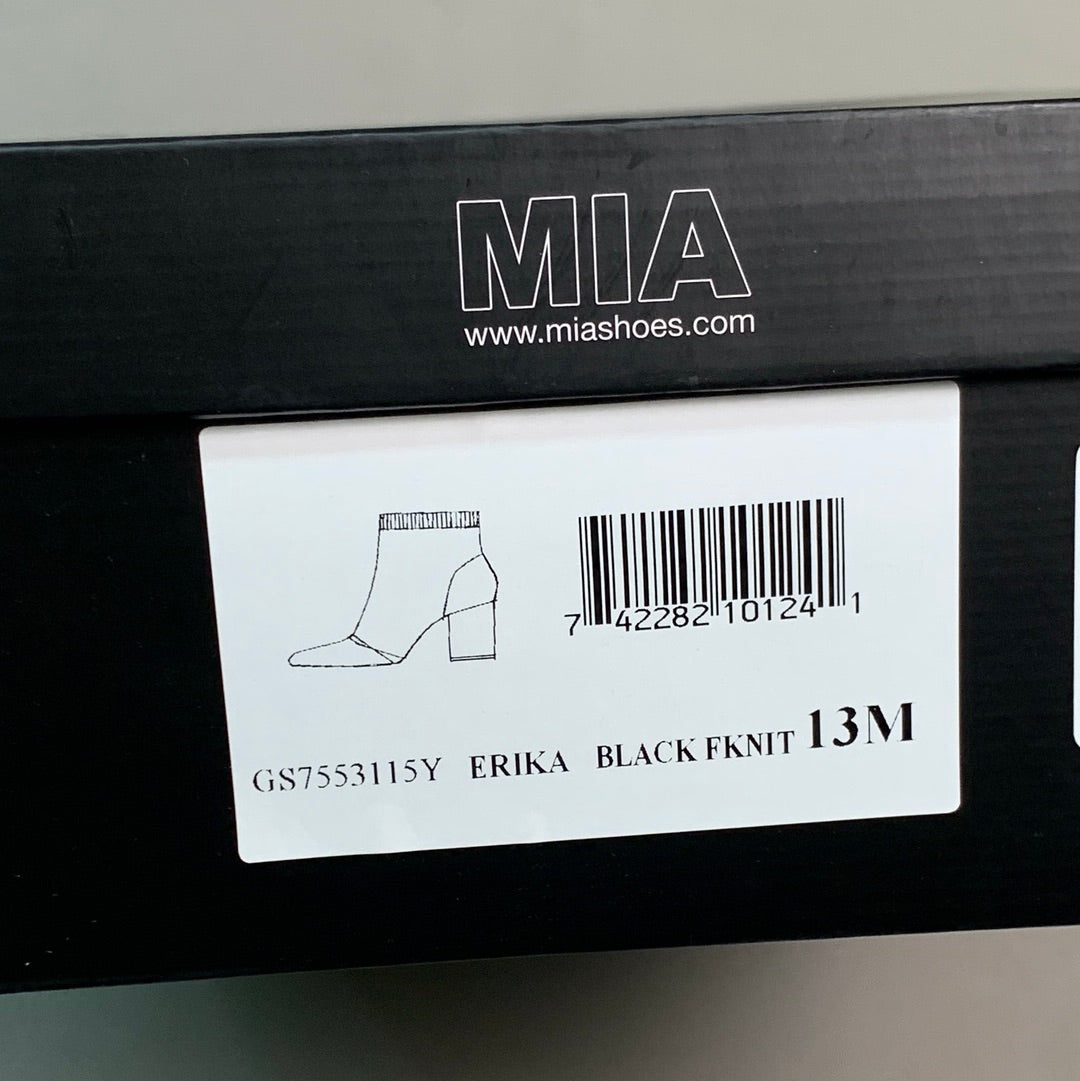 MIA
www.miashoes.com
7 42282 10124 1
GS7553115Y ERIKA BLACK FKNIT 13M